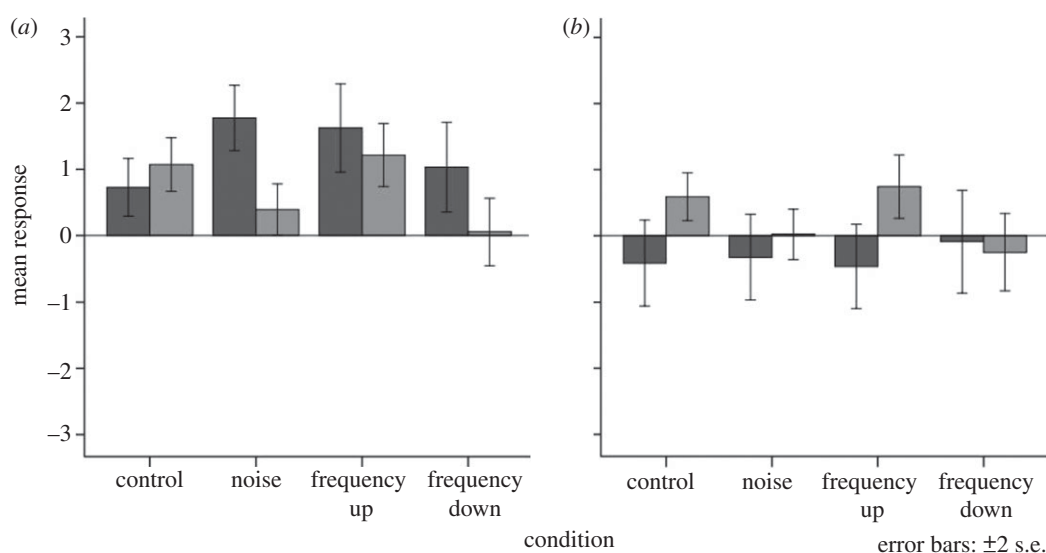 (a)
(b)
3
2
1
0
−1
−2
−3
mean response
control
noise
frequency
up
frequency
down
control
noise
frequency
up
frequency
down
condition
error bars: ±2 s.e.